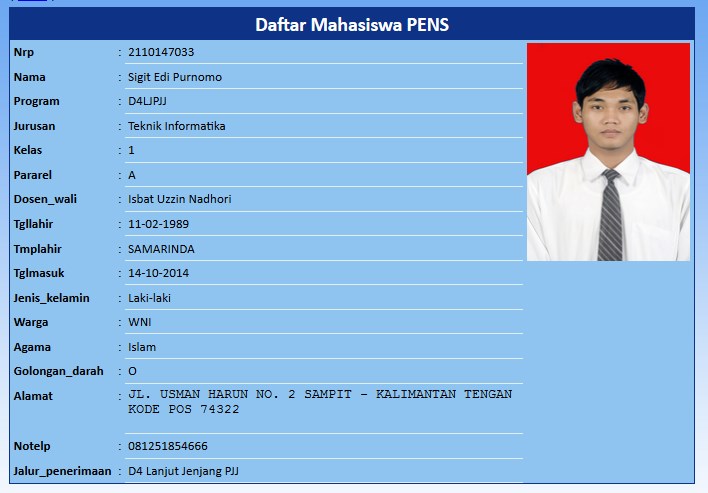 Daftar Mahasiswa PENS
Nrp : 2110147033
Nama : Sigit Edi Purnomo
Program : D4LJPJJ
Jurusan : Teknik Informatika
Kelas : 1
Pararel : A
Dosen_wali : Isbat Uzzin Nadhori
Tgllahir : 11-02-1989
Tmplahir : SAMARINDA
Tglmasuk : 14-10-2014
Jenis_kelamin : Laki-laki
Warga : WNI
Agama : Islam
Golongan_darah : O
Alamat : JL. USMAN HARUN NO. 2 SAMPIT - KALIMANTAN TENGAN
KODE POS 74322
Notelp : 081251854666
Jalur_penerimaan : D4 Lanjut Jenjang PJJ